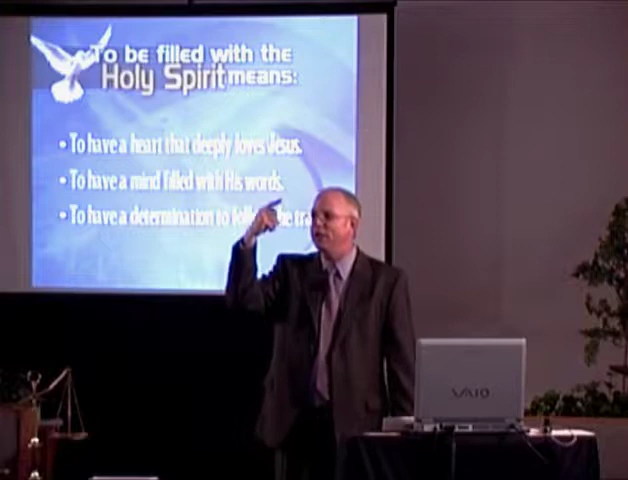 To be filled with the
Holy Spirit means:
• To have a heart that deeply loves Jesus.
• To have a mind filled with His words.
• To have a determination to the
VAIO